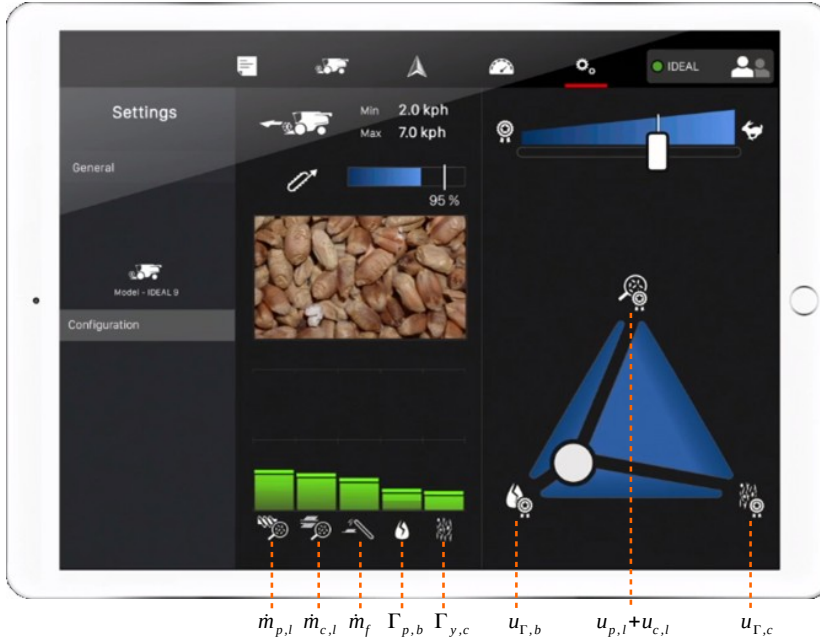 IDEAL
Settings
Min 2.0 kph
Max 7.0 kph
General
95 %
Model - IDEAL 9
Configuration
ṁp,l ṁc,l ṁf Γp,b Γy,c uΓ,b up,l+uc,l uΓ,c